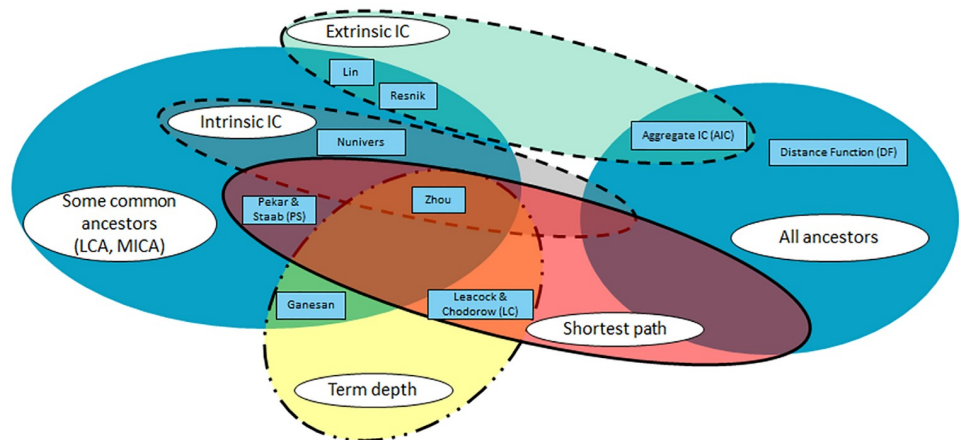 Extrinsic IC
Lin
Resnik
Intrinsic IC
Nunivers
Aggregate IC (AIC)
Distance Function (DF)
Some common
ancestors
(LCA, MICA)
Pekar &
Staab (PS)
Zhou
All ancestors
Ganesan
Leacock &
Chodorow (LC)
Shortest path
Term depth